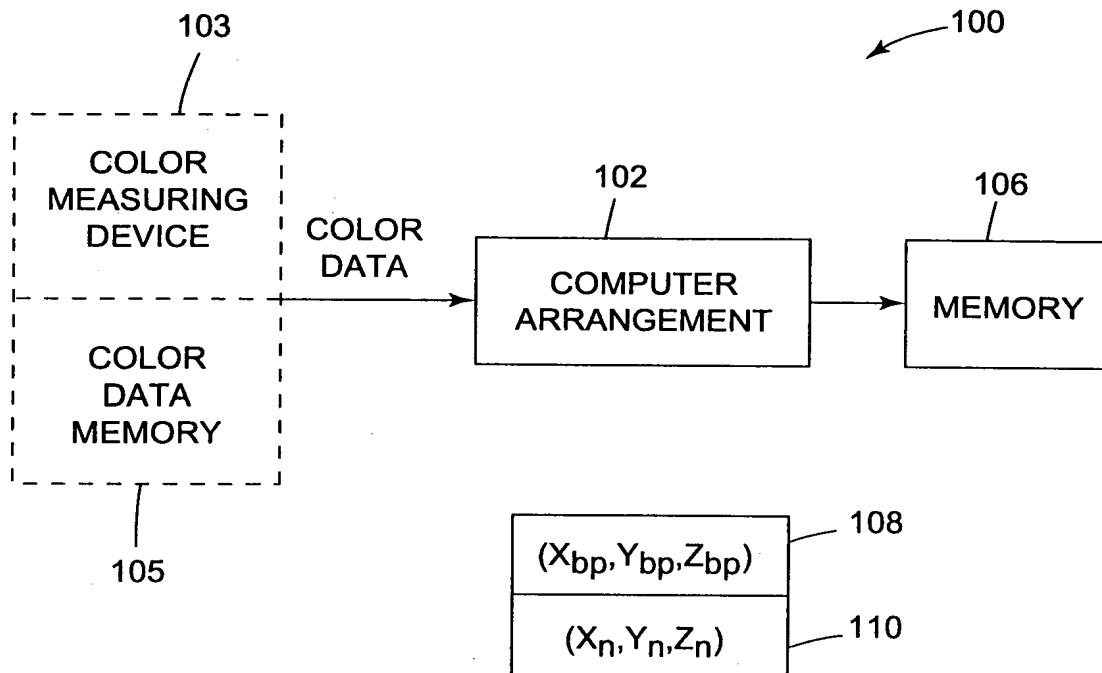 103
100
COLOR
MEASURING
DEVICE
COLOR
DATA
102
106
COMPUTER
ARRANGEMENT
MEMORY
COLOR
DATA
MEMORY
105
(Xbp,Ybp,Zbp)
108
(Xn,Yn,Zn)
110